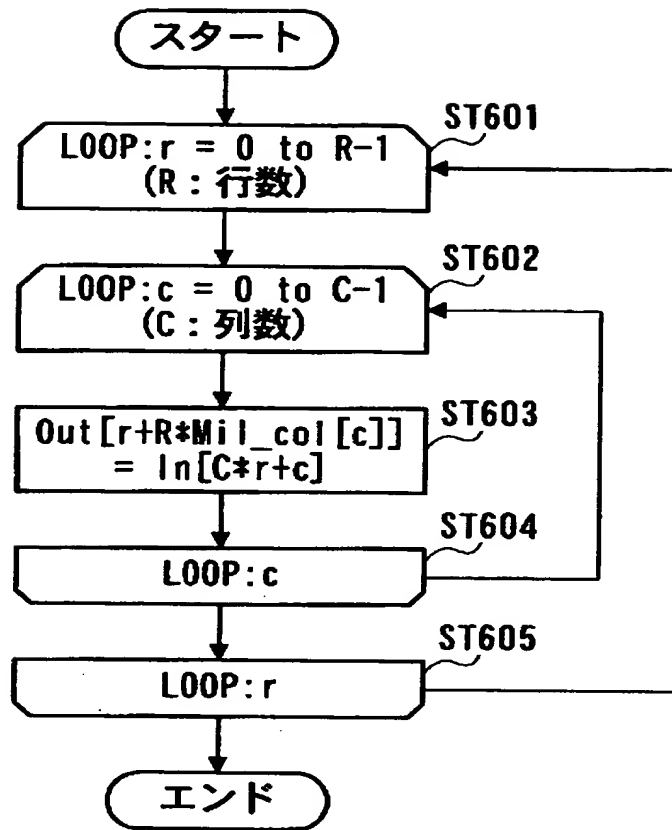 スタート
ST601
LOOP:r = 0 to R-1
(R:行数)
ST602
LOOP:c = 0 to C-1
(C:列数)
ST603
Out[r+R*Mil_col[c]]
= In[C*r+c]
ST604
LOOP:c
ST605
LOOP:r
エンド